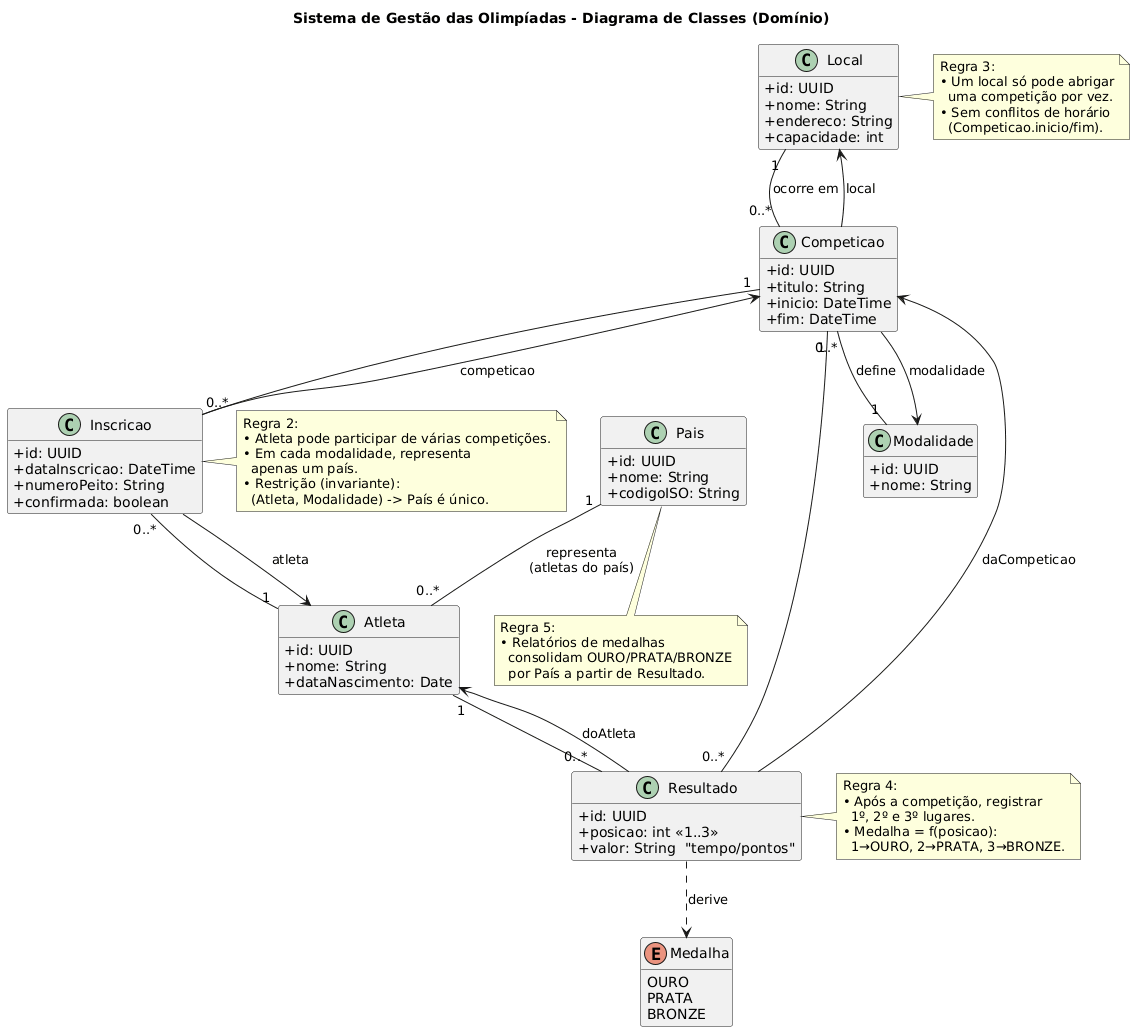 Sistema de Gestão das Olimpíadas - Diagrama de Classes (Domínio)
C Local
+id: UUID
+nome: String
+endereco: String
+capacidade: int
Regra 3:
• Um local só pode abrigar
uma competição por vez.
• Sem conflitos de horário
(Competicao.inicio/fim).
1
ocorre em
local
0..*
C Competicao
+id: UUID
+titulo: String
+inicio: DateTime
+fim: DateTime
1
1
0..*
competicao
define
modalidade
0..*
1
C Inscricao
+id: UUID
+dataInscricao: DateTime
+numeroPeito: String
+confirmada: boolean
Regra 2:
• Atleta pode participar de várias competições.
• Em cada modalidade, representa
apenas um país.
• Restrição (invariante):
(Atleta, Modalidade) -> País é único.
C Pais
+id: UUID
+nome: String
+codigoISO: String
C Modalidade
+id: UUID
+nome: String
0..*
1
atleta
representa
(atletas do país)
daCompeticao
1
0..*
C Atleta
+id: UUID
+nome: String
+dataNascimento: Date
Regra 5:
• Relatórios de medalhas
consolidam OURO/PRATA/BRONZE
por País a partir de Resultado.
1
doAtleta
0..*
0..*
C Resultado
+id: UUID
+posicao: int «1..3»
+valor: String "tempo/pontos"
Regra 4:
• Após a competição, registrar
1º, 2º e 3º lugares.
• Medalha = f(posicao):
1→OURO, 2→PRATA, 3→BRONZE.
derive
E Medalha
OURO
PRATA
BRONZE